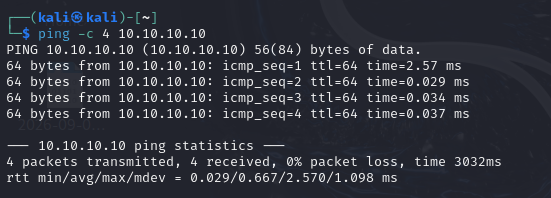 ┌──(kali㉿kali)-[~]
└─$ ping -c 4 10.10.10.10
PING 10.10.10.10 (10.10.10.10) 56(84) bytes of data.
64 bytes from 10.10.10.10: icmp_seq=1 ttl=64 time=2.57 ms
64 bytes from 10.10.10.10: icmp_seq=2 ttl=64 time=0.029 ms
64 bytes from 10.10.10.10: icmp_seq=3 ttl=64 time=0.034 ms
64 bytes from 10.10.10.10: icmp_seq=4 ttl=64 time=0.037 ms

--- 10.10.10.10 ping statistics ---
4 packets transmitted, 4 received, 0% packet loss, time 3032ms
rtt min/avg/max/mdev = 0.029/0.667/2.570/1.098 ms